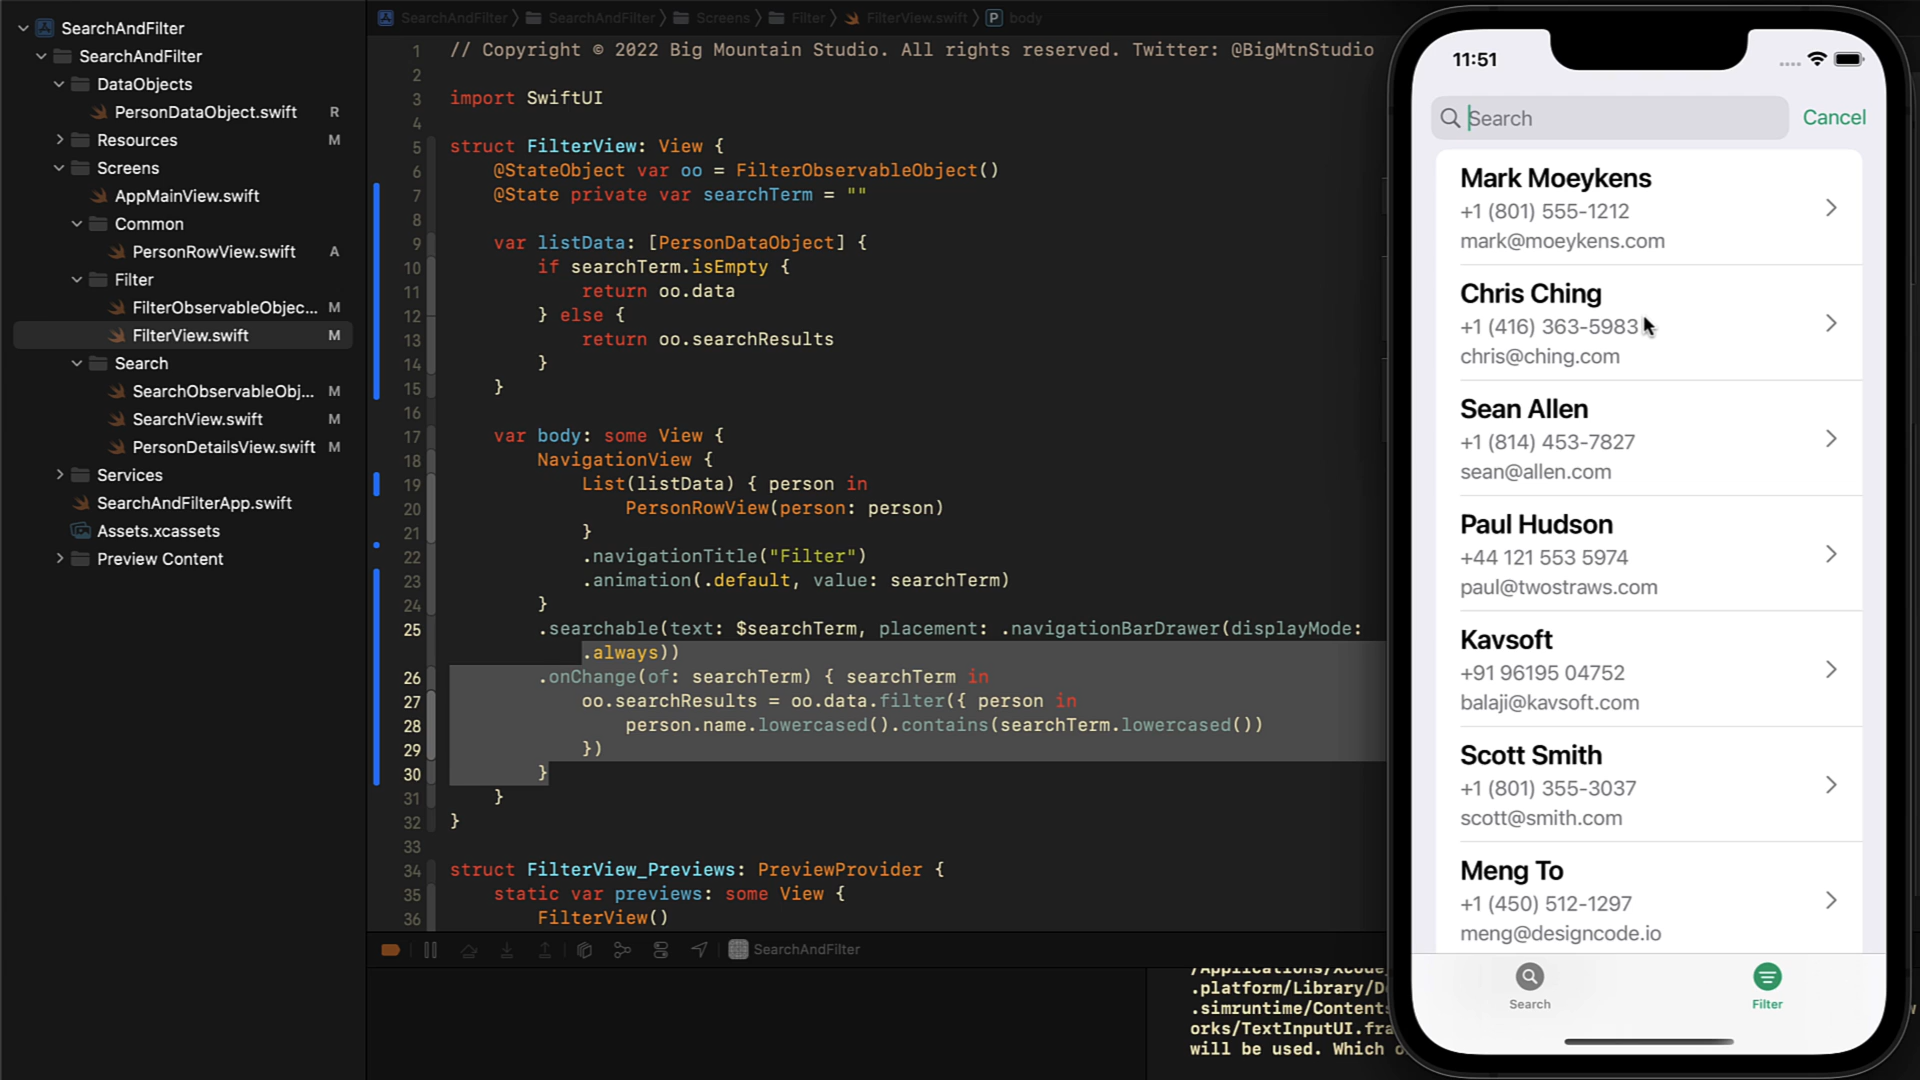 SearchAndFilter
SearchAndFilter
DataObjects
PersonDataObject.swift R
Resources M
Screens
AppMainView.swift
Common
PersonRowView.swift A
Filter
FilterObservableObjec... M
FilterView.swift M
Search
SearchObservableObj... M
SearchView.swift M
PersonDetailsView.swift M
Services
SearchAndFilterApp.swift
Assets.xcassets
Preview Content
SearchAndFilter SearchAndFilter Screens Filter FilterView.swift P body
1 // Copyright © 2022 Big Mountain Studio. All rights reserved. Twitter: @BigMtnStudio
2
3 import SwiftUI
4
5 struct FilterView: View {
6 @StateObject var oo = FilterObservableObject()
7 @State private var searchTerm = ""
8
9 var listData: [PersonDataObject] {
10 if searchTerm.isEmpty {
11 return oo.data
12 } else {
13 return oo.searchResults
14 }
15 }
16
17 var body: some View {
18 NavigationView {
19 List(listData) { person in
20 PersonRowView(person: person)
21 }
22 .navigationTitle("Filter")
23 .animation(.default, value: searchTerm)
24 }
25 .searchable(text: $searchTerm, placement: .navigationBarDrawer(displayMode:
.always))
26 .onChange(of: searchTerm) { searchTerm in
27 oo.searchResults = oo.data.filter({ person in
28 person.name.lowercased().contains(searchTerm.lowercased())
29 })
30 }
31 }
32 }
33
34 struct FilterView_Previews: PreviewProvider {
35 static var previews: some View {
36 FilterView()
SearchAndFilter
.platform/Library/D
.simruntime/Contents
orks/TextInputUI.fra
will be used. Which o
11:51
Search Cancel
Mark Moeykens
+1 (801) 555-1212
mark@moeykens.com
Chris Ching
+1 (416) 363-5983
chris@ching.com
Sean Allen
+1 (814) 453-7827
sean@allen.com
Paul Hudson
+44 121 553 5974
paul@twostraws.com
Kavsoft
+91 96195 04752
balaji@kavsoft.com
Scott Smith
+1 (801) 355-3037
scott@smith.com
Meng To
+1 (450) 512-1297
meng@designcode.io
Search Filter